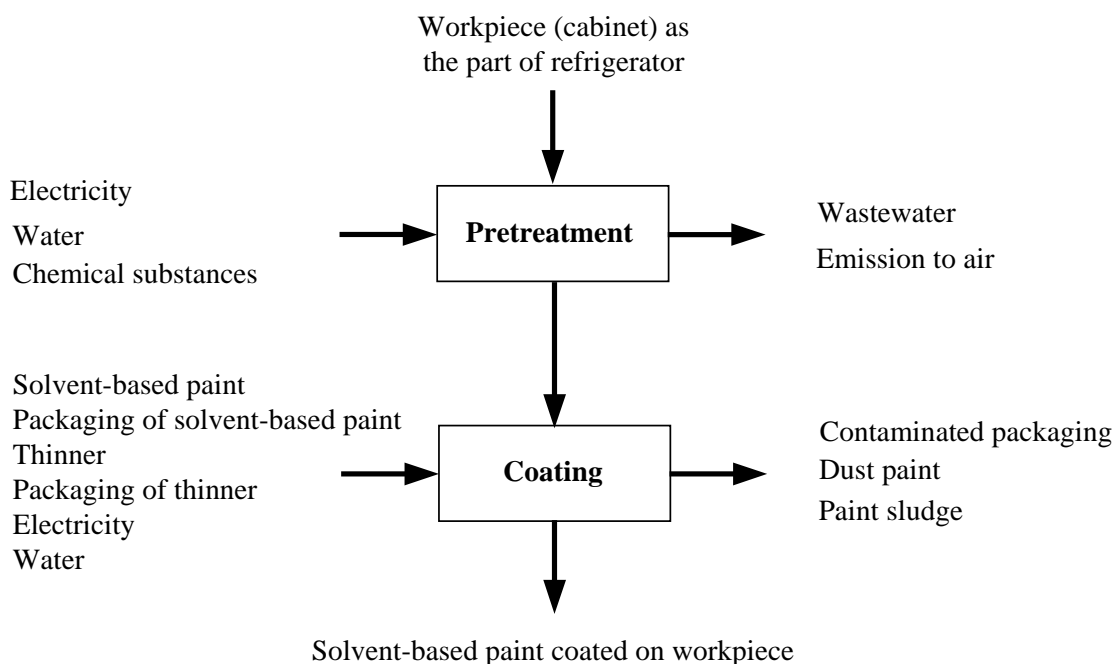 Workpiece (cabinet) as
the part of refrigerator
Electricity
Water
Chemical substances
Pretreatment
Wastewater
Emission to air
Solvent-based paint
Packaging of solvent-based paint
Thinner
Packaging of thinner
Electricity
Water
Coating
Contaminated packaging
Dust paint
Paint sludge
Solvent-based paint coated on workpiece